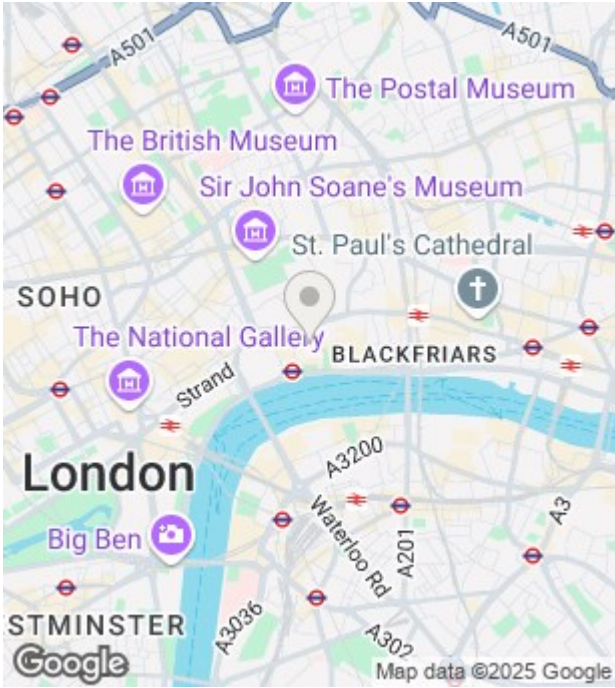 A501
A501
The Postal Museum
The British Museum
Sir John Soane's Museum
St. Paul's Cathedral
SOHO
The National Gallery
BLACKFRIARS
Strand
London
A3200
Waterloo Rd
A201
A3
Big Ben
STMINSTER
A3036
A302
Google
Map data ©2025 Google